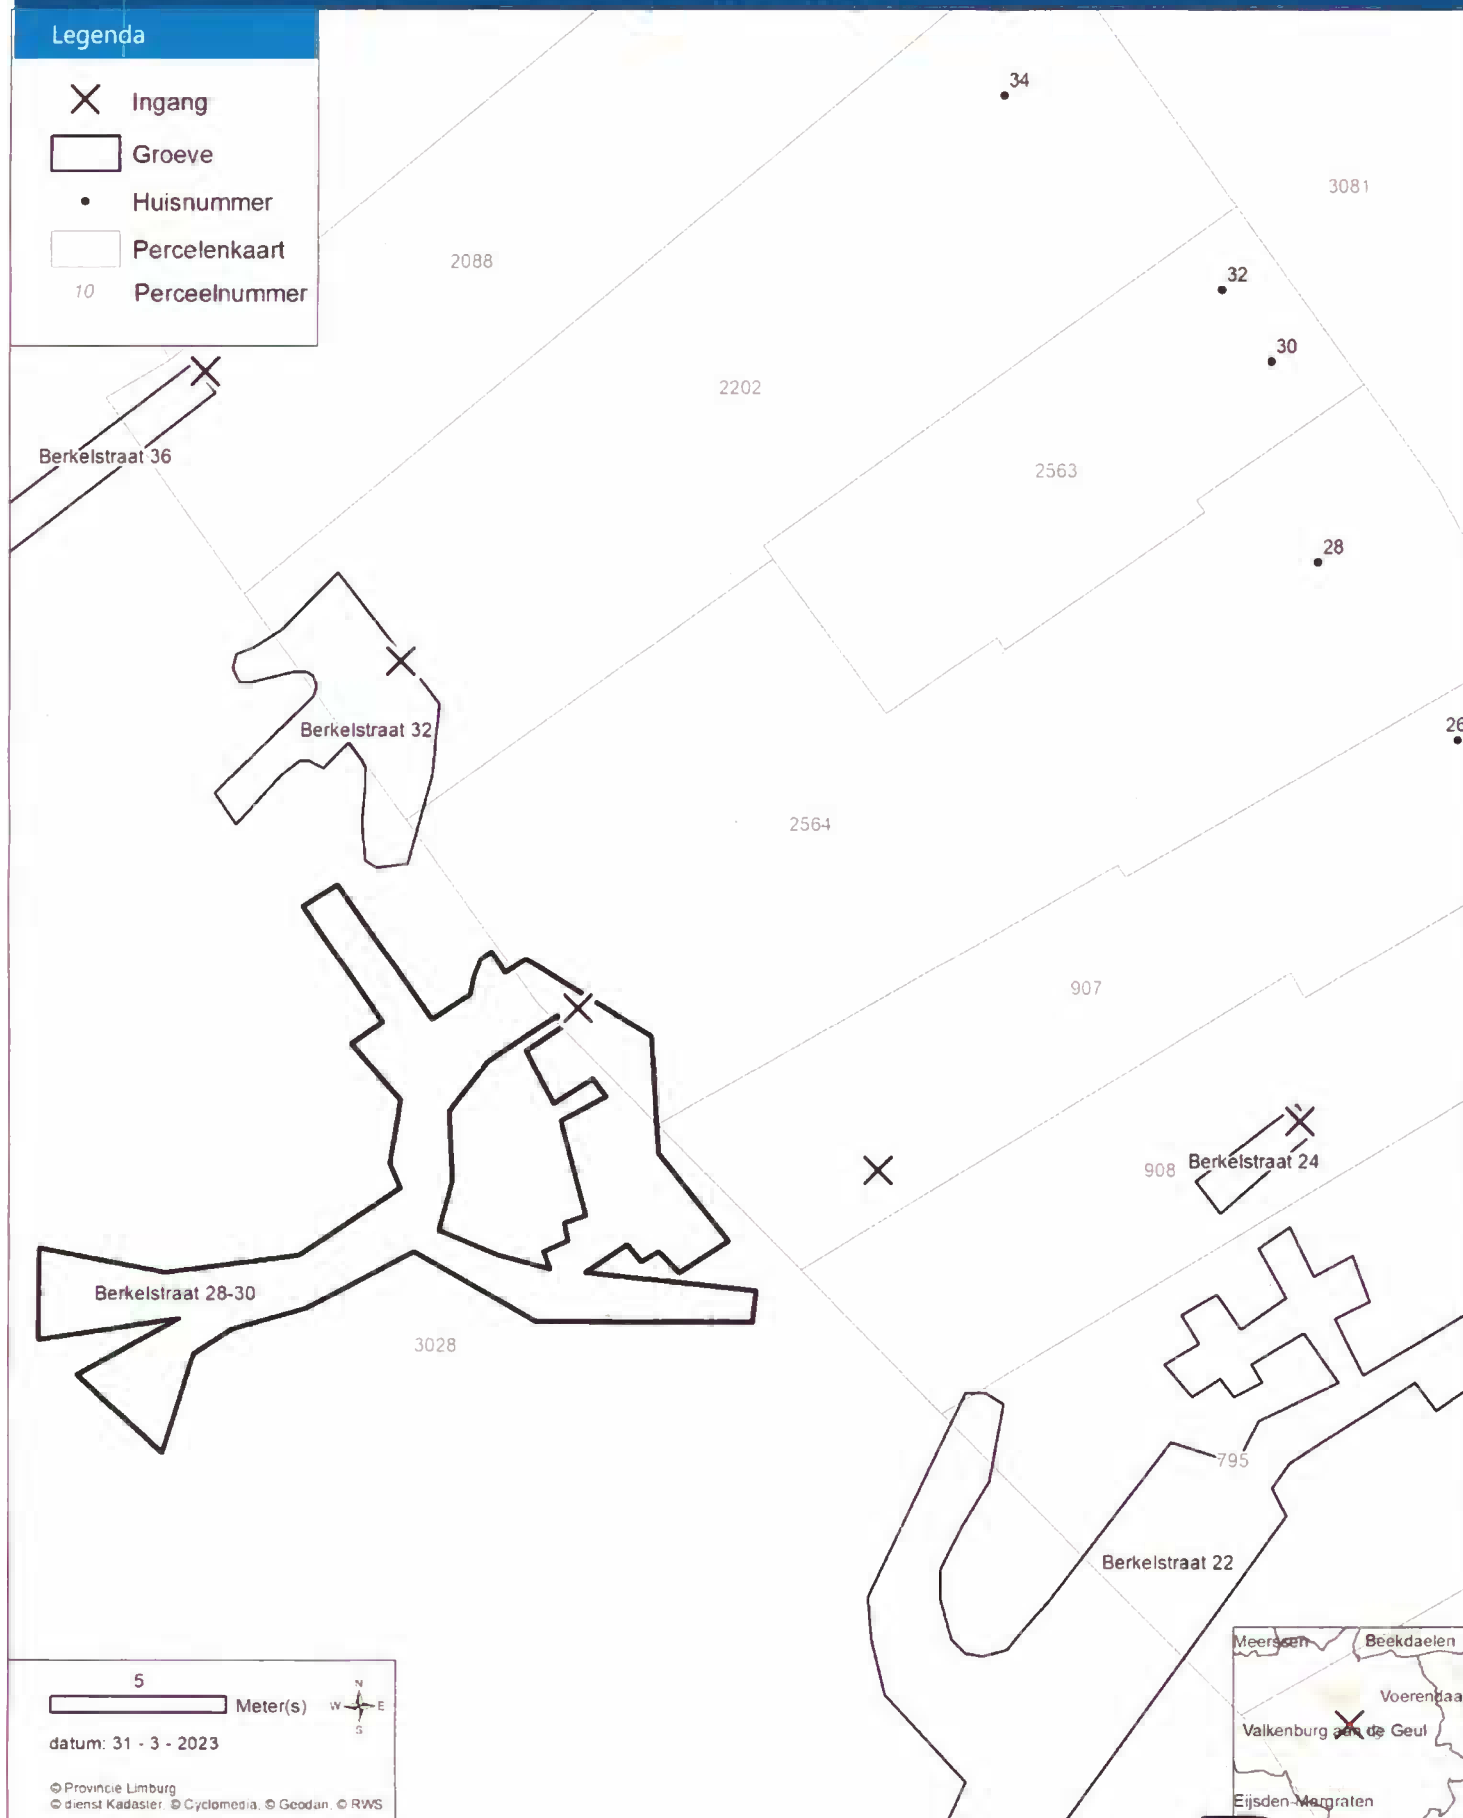 Legenda
Ingang
Groeve
Huisnummer
Percelenkaart
10 Perceelnummer
34
3081
2088
32
30
2202
Berkelstraat 36
2563
28
26
Berkelstraat 32
2564
907
908 Berkelstraat 24
Berkelstraat 28-30
3028
795
Berkelstraat 22
Meerssen Beekdaelen
Voerendaa
Valkenburg aan de Geul
Eijsden-Margraten
5
Meter(s)
N
W E
S
datum: 31 - 3 - 2023
© Provincie Limburg
© dienst Kadaster, © Cyclomedia, © Geodan, © RWS